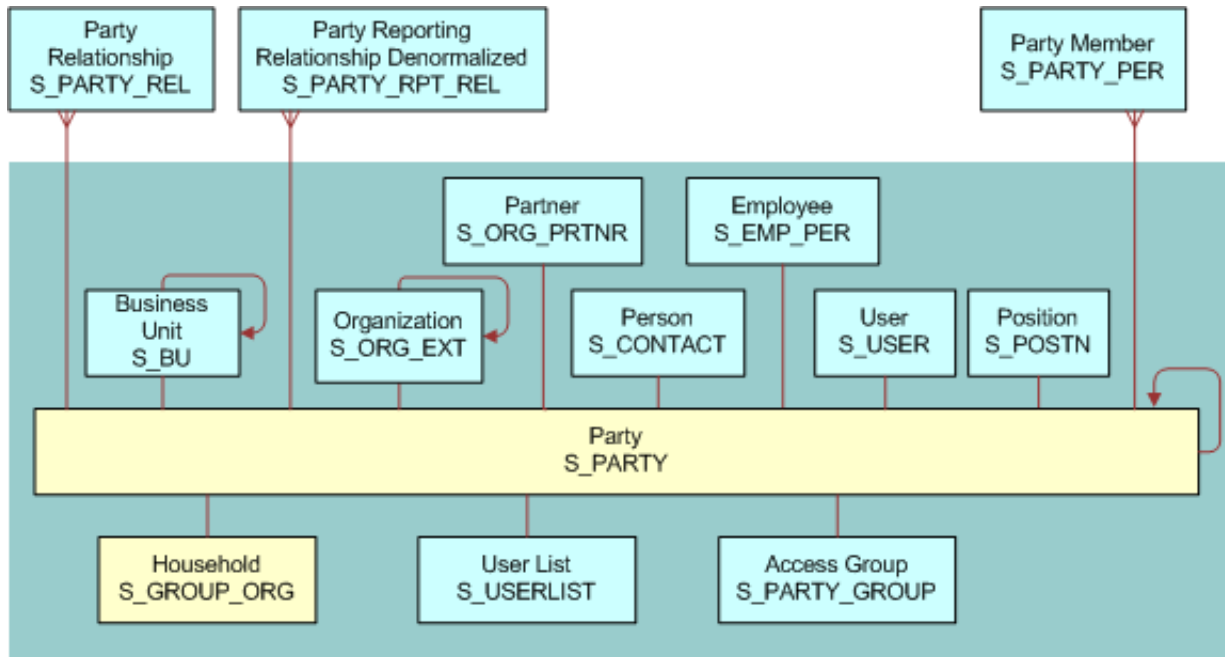 Party
Relationship
S_PARTY_REL
Party Reporting
Relationship Denormalized
S_PARTY_RPT_REL
Party Member
S_PARTY_PER
Partner
S_ORG_PRTNR
Employee
S_EMP_PER
Business
Unit
S_BU
Organization
S_ORG_EXT
Person
S_CONTACT
User
S_USER
Position
S_POSTN
Party
S_PARTY
Household
S_GROUP_ORG
User List
S_USERLIST
Access Group
S_PARTY_GROUP